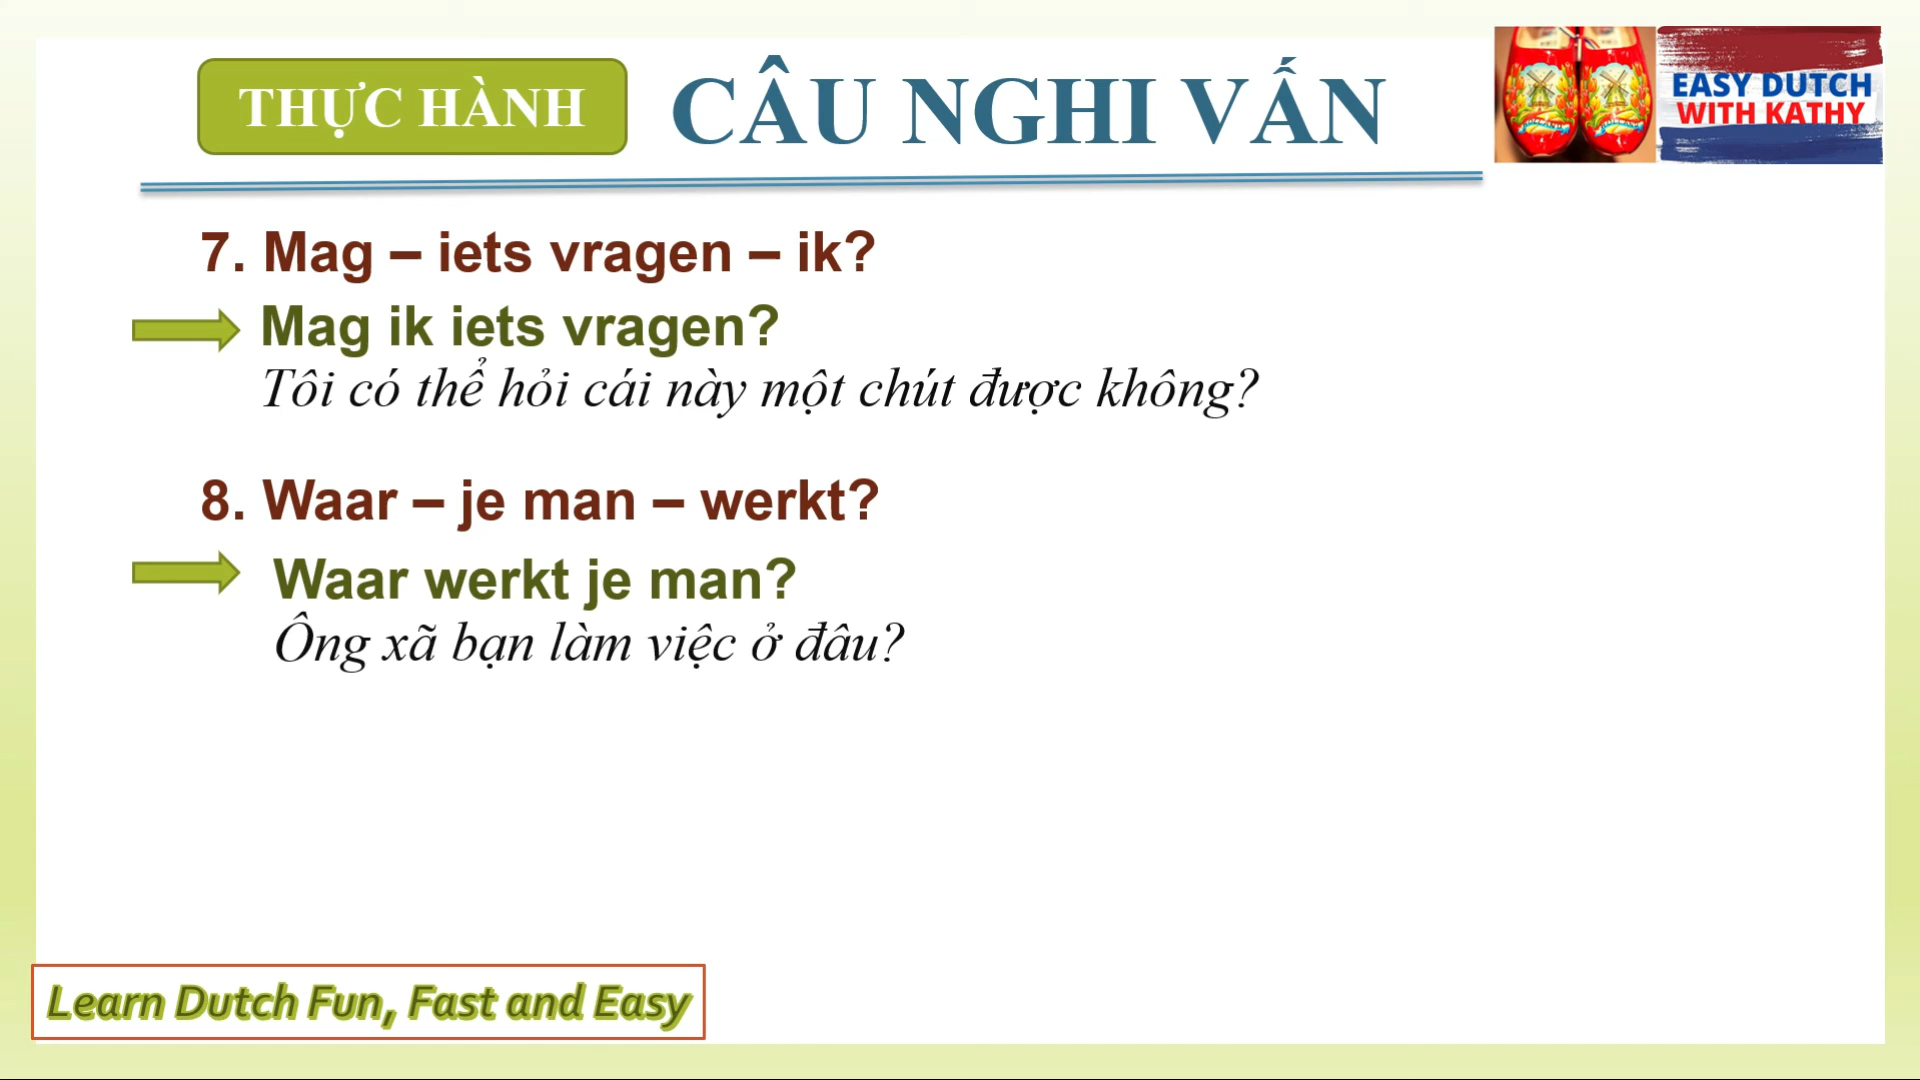 THỰC HÀNH
CÂU NGHI VẤN
EASY DUTCH
WITH KATHY
7. Mag – iets vragen – ik?
Mag ik iets vragen?
Tôi có thể hỏi cái này một chút được không?
8. Waar – je man – werkt?
Waar werkt je man?
Ông xã bạn làm việc ở đâu?
Learn Dutch Fun, Fast and Easy